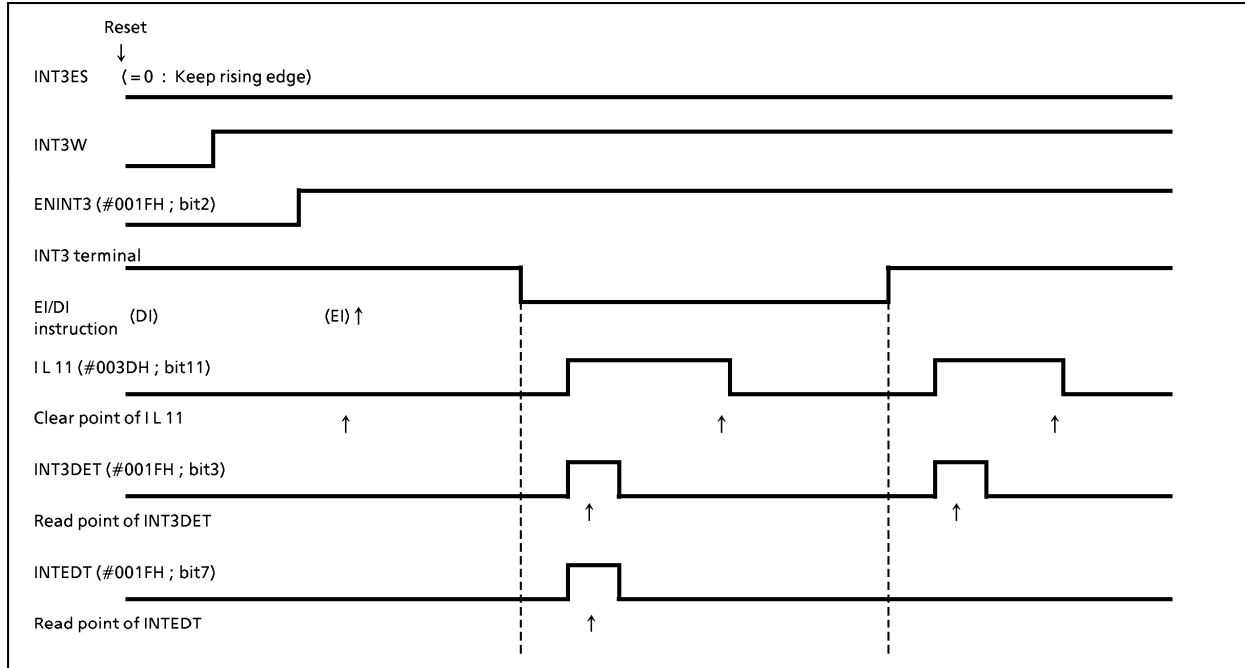 Reset
↓
INT3ES (=0 : Keep rising edge)
INT3W
ENINT3 (#001FH ; bit2)
INT3 terminal
EI/DI
instruction (DI) (EI) ↑
I L 11 (#003DH ; bit11)
Clear point of I L 11 ↑ ↑ ↑
INT3DET (#001FH ; bit3)
Read point of INT3DET ↑ ↑
INTEDT (#001FH ; bit7)
Read point of INTEDT ↑